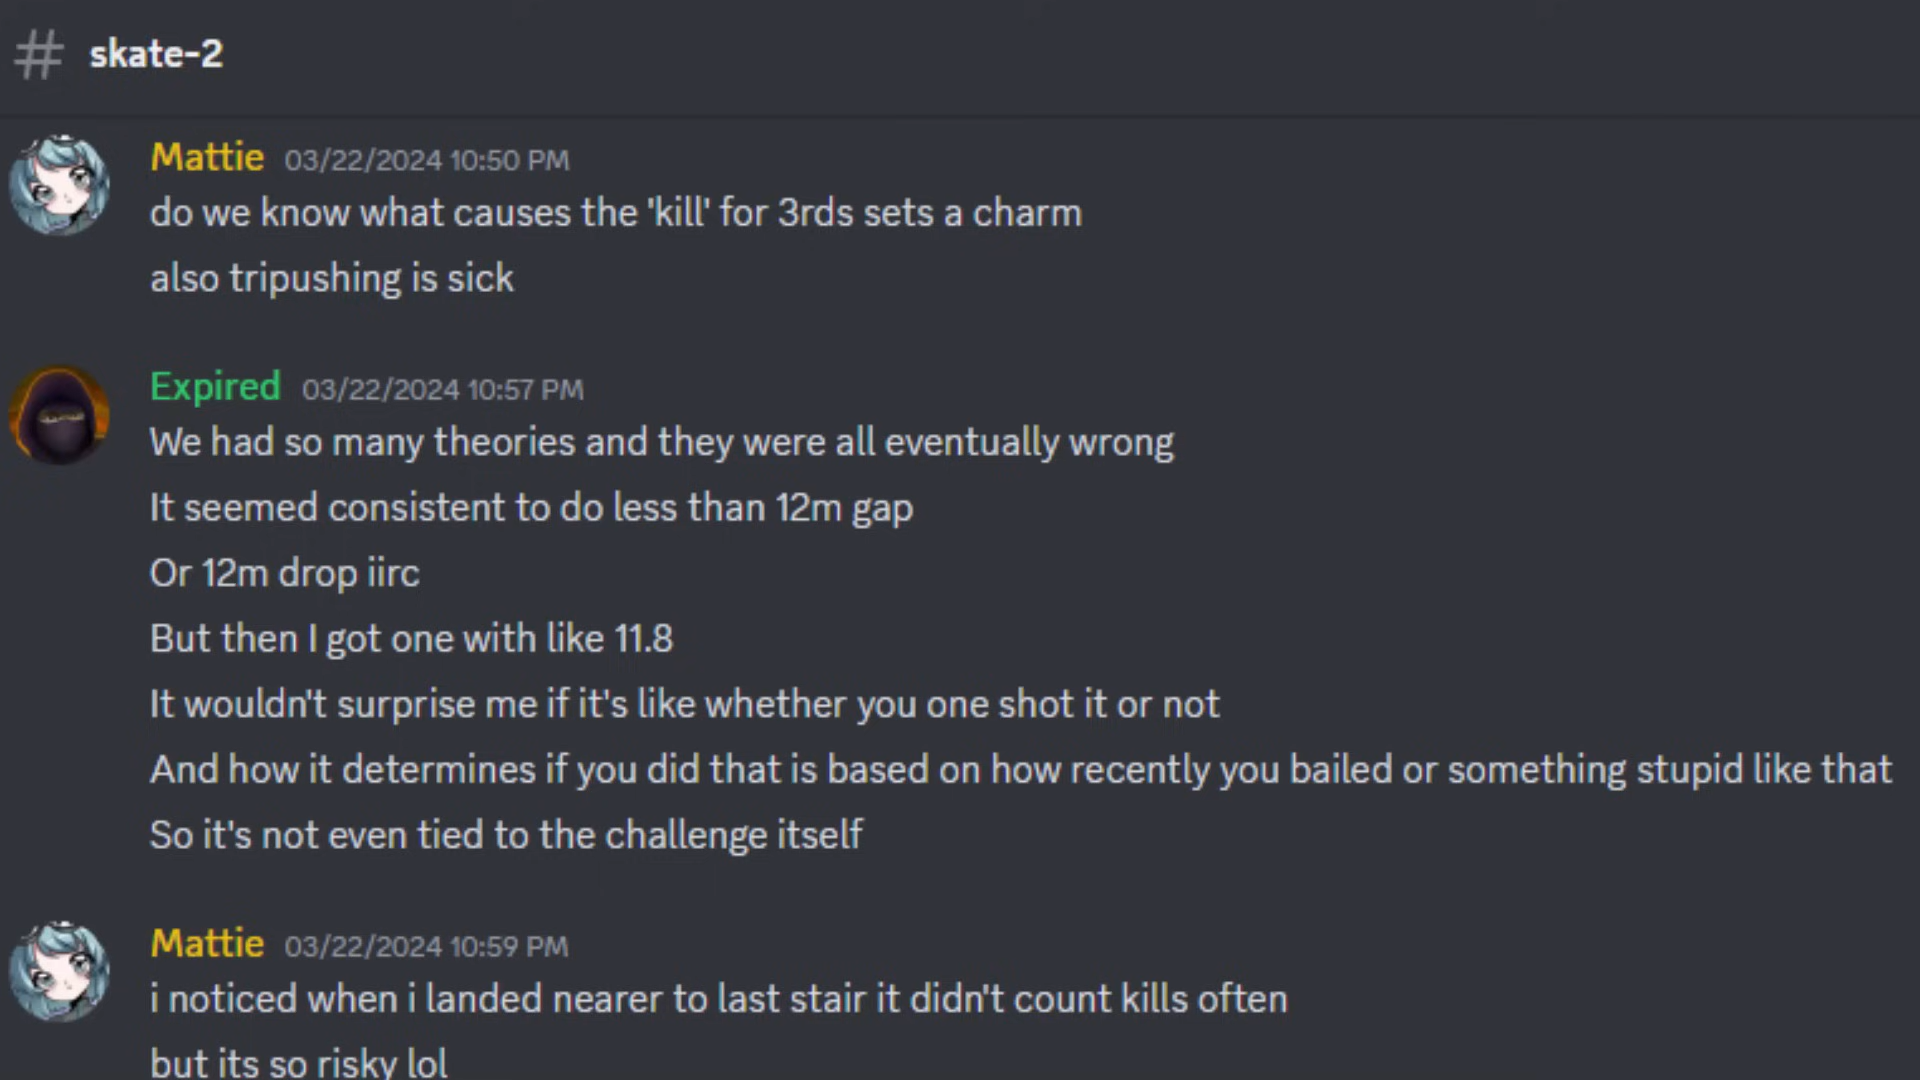 # skate-2
Mattie 03/22/2024 10:50 PM
do we know what causes the 'kill' for 3rds sets a charm
also tripushing is sick
Expired 03/22/2024 10:57 PM
We had so many theories and they were all eventually wrong
It seemed consistent to do less than 12m gap
Or 12m drop iirc
But then I got one with like 11.8
It wouldn't surprise me if it's like whether you one shot it or not
And how it determines if you did that is based on how recently you bailed or something stupid like that
So it's not even tied to the challenge itself
Mattie 03/22/2024 10:59 PM
i noticed when i landed nearer to last stair it didn't count kills often
but its so risky lol